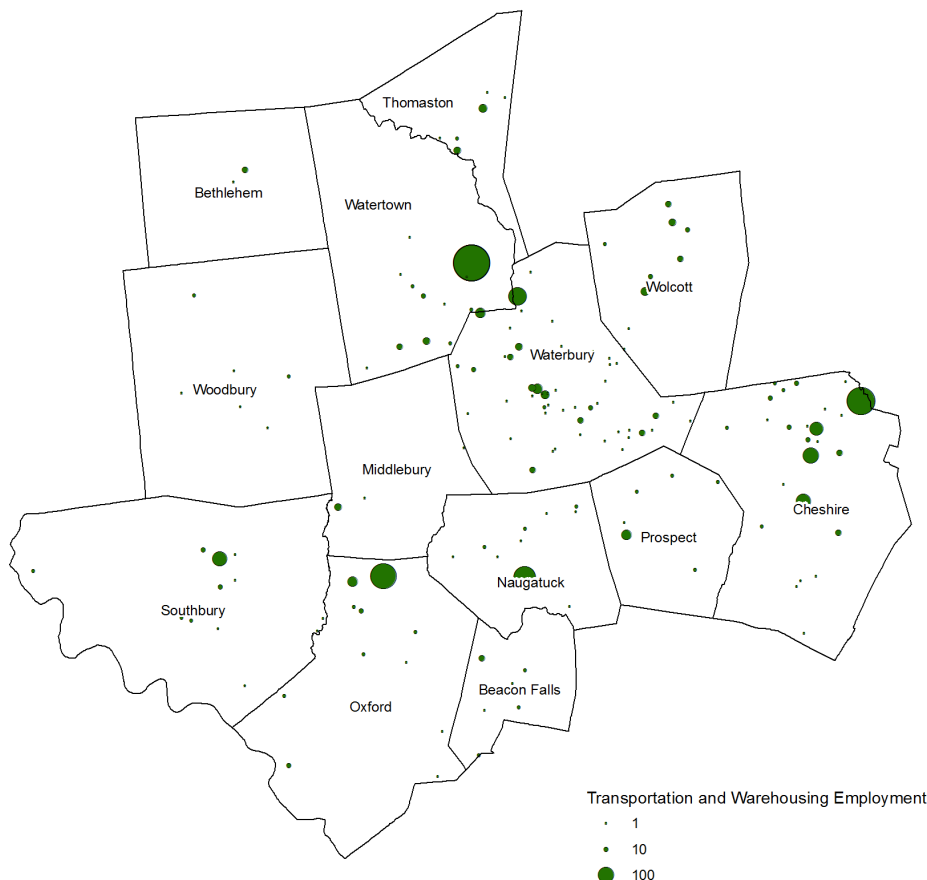 Thomaston
Bethlehem
Watertown
Wolcott
Waterbury
Woodbury
Middlebury
Cheshire
Prospect
Naugatuck
Southbury
Beacon Falls
Oxford
Transportation and Warehousing Employment
1
10
100